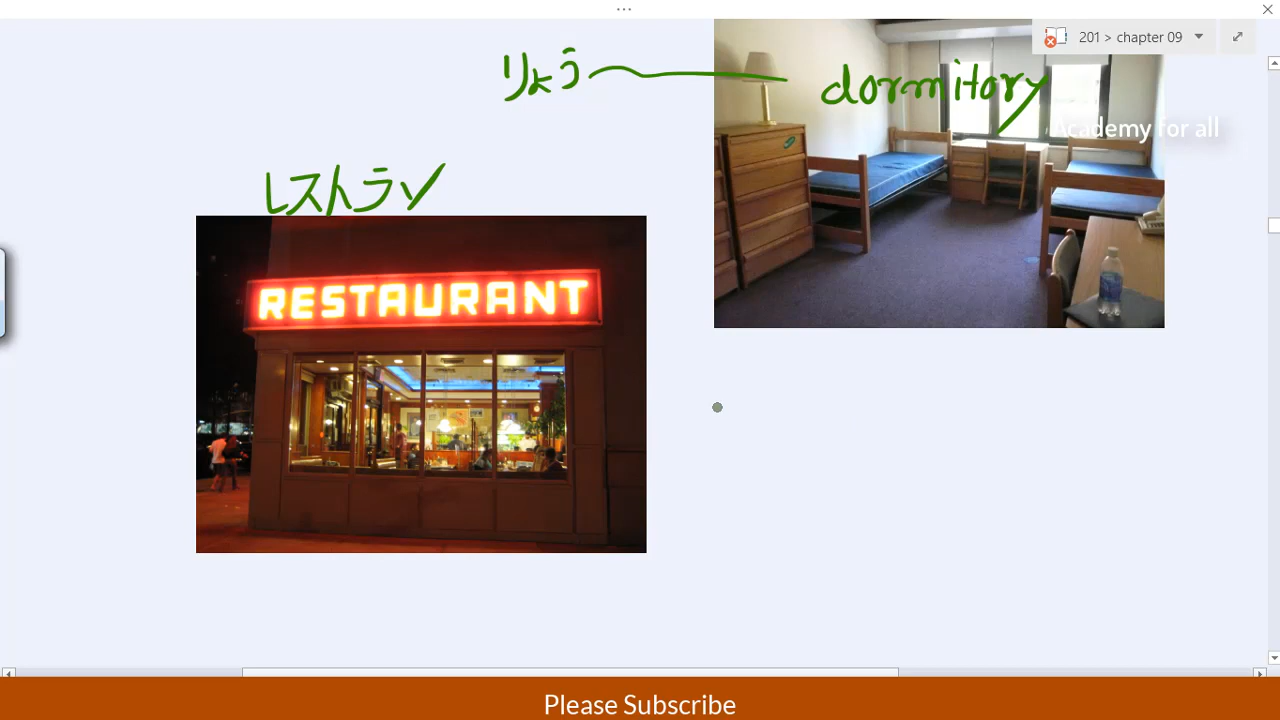 201 > chapter 09
りょう
dormitory
Academy for all
レストラン
RESTAURANT
Please Subscribe